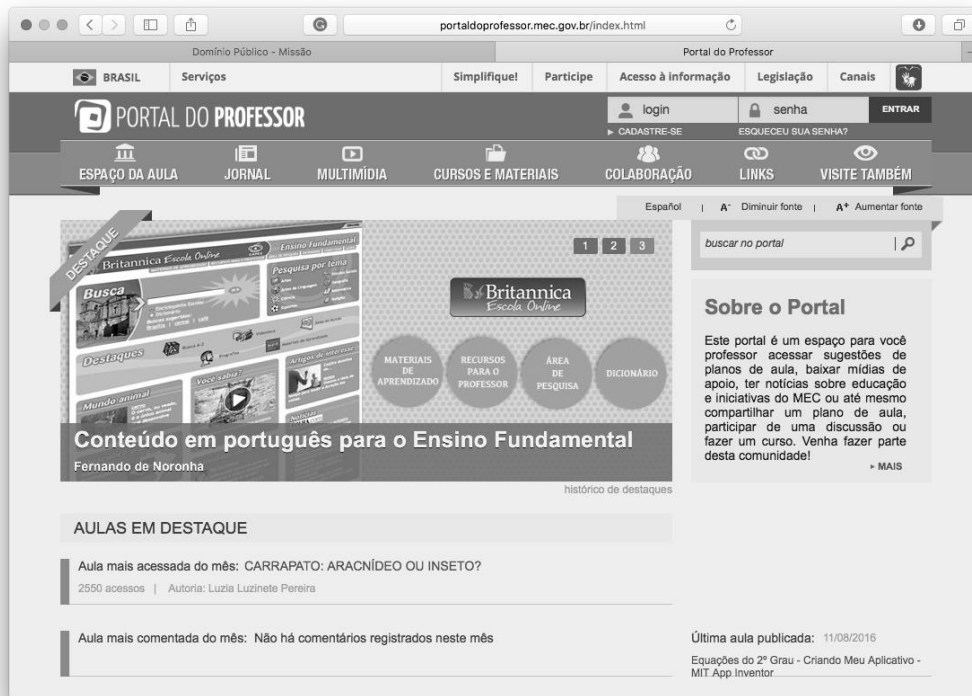 portaldoprofessor.mec.gov.br/index.html
Domínio Público - Missão
Portal do Professor
BRASIL Serviços Simplifique! Participe Acesso à informação Legislação Canais
PORTAL DO PROFESSOR
login senha ENTRAR
▸ CADASTRE-SE ESQUECEU SUA SENHA?
ESPAÇO DA AULA JORNAL MULTIMÍDIA CURSOS E MATERIAIS COLABORAÇÃO LINKS VISITE TAMBÉM
Español | A- Diminuir fonte | A+ Aumentar fonte
DESTAQUE
Britannica Escola Online
Ensino Fundamental
Busca
Pesquisa por tema
Destaques
Artigos de interesse
Você sabia?
Mundo animal
1 2 3
Britannica
Escola Online
MATERIAIS
DE
APRENDIZADO
RECURSOS
PARA O
PROFESSOR
ÁREA
DE
PESQUISA
DICIONÁRIO
Conteúdo em português para o Ensino Fundamental
Fernando de Noronha
histórico de destaques
buscar no portal
Sobre o Portal
Este portal é um espaço para você
professor acessar sugestões de
planos de aula, baixar mídias de
apoio, ter notícias sobre educação
e iniciativas do MEC ou até mesmo
compartilhar um plano de aula,
participar de uma discussão ou
fazer um curso. Venha fazer parte
desta comunidade!
▸ MAIS
AULAS EM DESTAQUE
Aula mais acessada do mês: CARRAPATO: ARACNÍDEO OU INSETO?
2550 acessos | Autoria: Luzia Luzinete Pereira
Aula mais comentada do mês: Não há comentários registrados neste mês
Última aula publicada: 11/08/2016
Equações do 2º Grau - Criando Meu Aplicativo -
MIT App Inventor